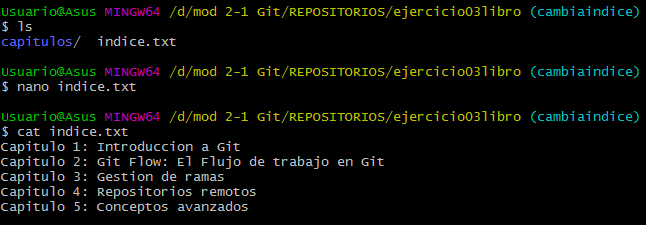 Usuario@Asus MINGW64 /d/mod 2-1 Git/REPOSITORIOS/ejercicio03libro (cambiaindice)
$ ls
capitulos/  indice.txt
Usuario@Asus MINGW64 /d/mod 2-1 Git/REPOSITORIOS/ejercicio03libro (cambiaindice)
$ nano indice.txt
Usuario@Asus MINGW64 /d/mod 2-1 Git/REPOSITORIOS/ejercicio03libro (cambiaindice)
$ cat indice.txt
Capitulo 1: Introduccion a Git
Capitulo 2: Git Flow: El Flujo de trabajo en Git
Capitulo 3: Gestion de ramas
Capitulo 4: Repositorios remotos
Capitulo 5: Conceptos avanzados